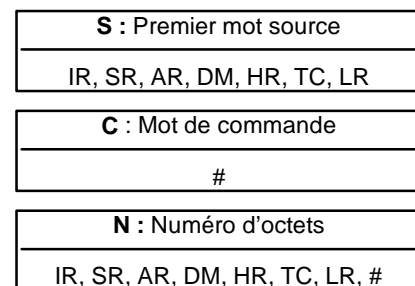 S : Premier mot source
IR, SR, AR, DM, HR, TC, LR
C : Mot de commande
#
N : Numéro d'octets
IR, SR, AR, DM, HR, TC, LR, #